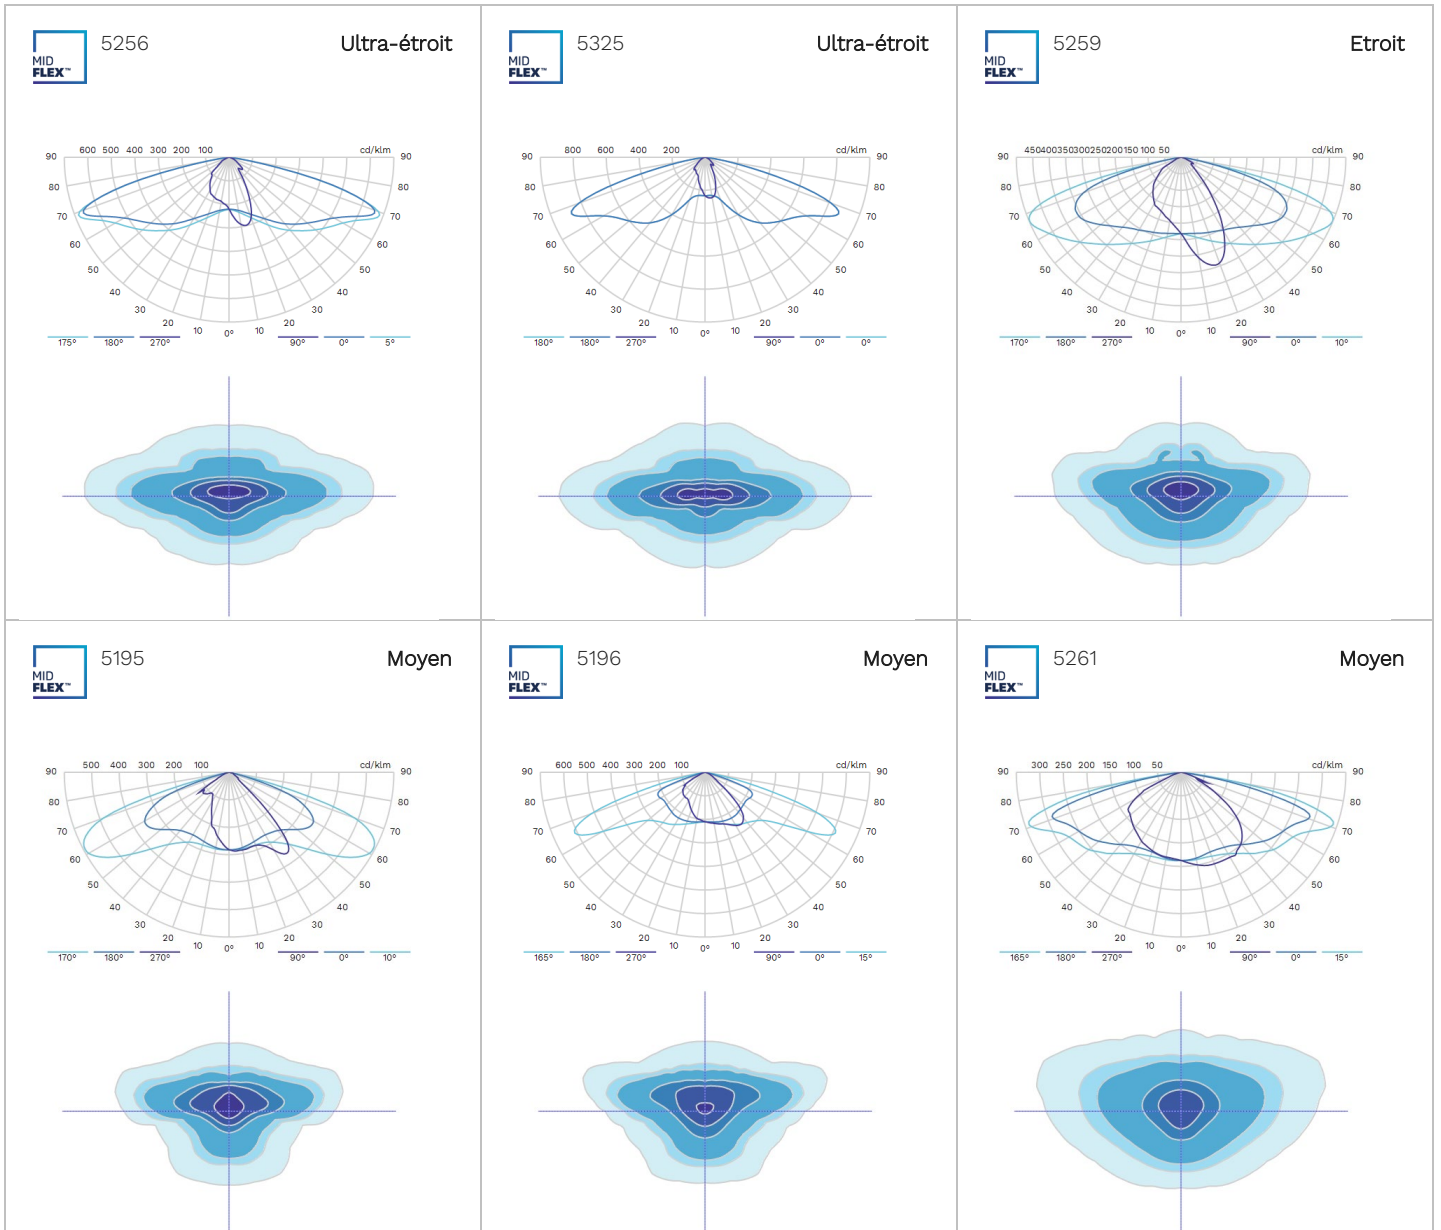 5256 Ultra-étroit
MID
FLEX™
600 500 400 300 200 100 cd/klm
90 90
80 80
70 70
60 60
50 50
40 40
30 30
20 10 0° 10 20
175° 180° 270° 90° 0° 5°
5325 Ultra-étroit
MID
FLEX™
800 600 400 200 cd/klm
90 90
80 80
70 70
60 60
50 50
40 40
30 30
20 10 0° 10 20
180° 180° 270° 90° 0° 0°
5259 Etroit
MID
FLEX™
450 400 350 300 250 200 150 100 50 cd/klm
90 90
80 80
70 70
60 60
50 50
40 40
30 30
20 10 0° 10 20
170° 180° 270° 90° 0° 10°
5195 Moyen
MID
FLEX™
500 400 300 200 100 cd/klm
90 90
80 80
70 70
60 60
50 50
40 40
30 30
20 10 0° 10 20
170° 180° 270° 90° 0° 10°
5196 Moyen
MID
FLEX™
600 500 400 300 200 100 cd/klm
90 90
80 80
70 70
60 60
50 50
40 40
30 30
20 10 0° 10 20
165° 180° 270° 90° 0° 15°
5261 Moyen
MID
FLEX™
300 250 200 150 100 50 cd/klm
90 90
80 80
70 70
60 60
50 50
40 40
30 30
20 10 0° 10 20
165° 180° 270° 90° 0° 15°